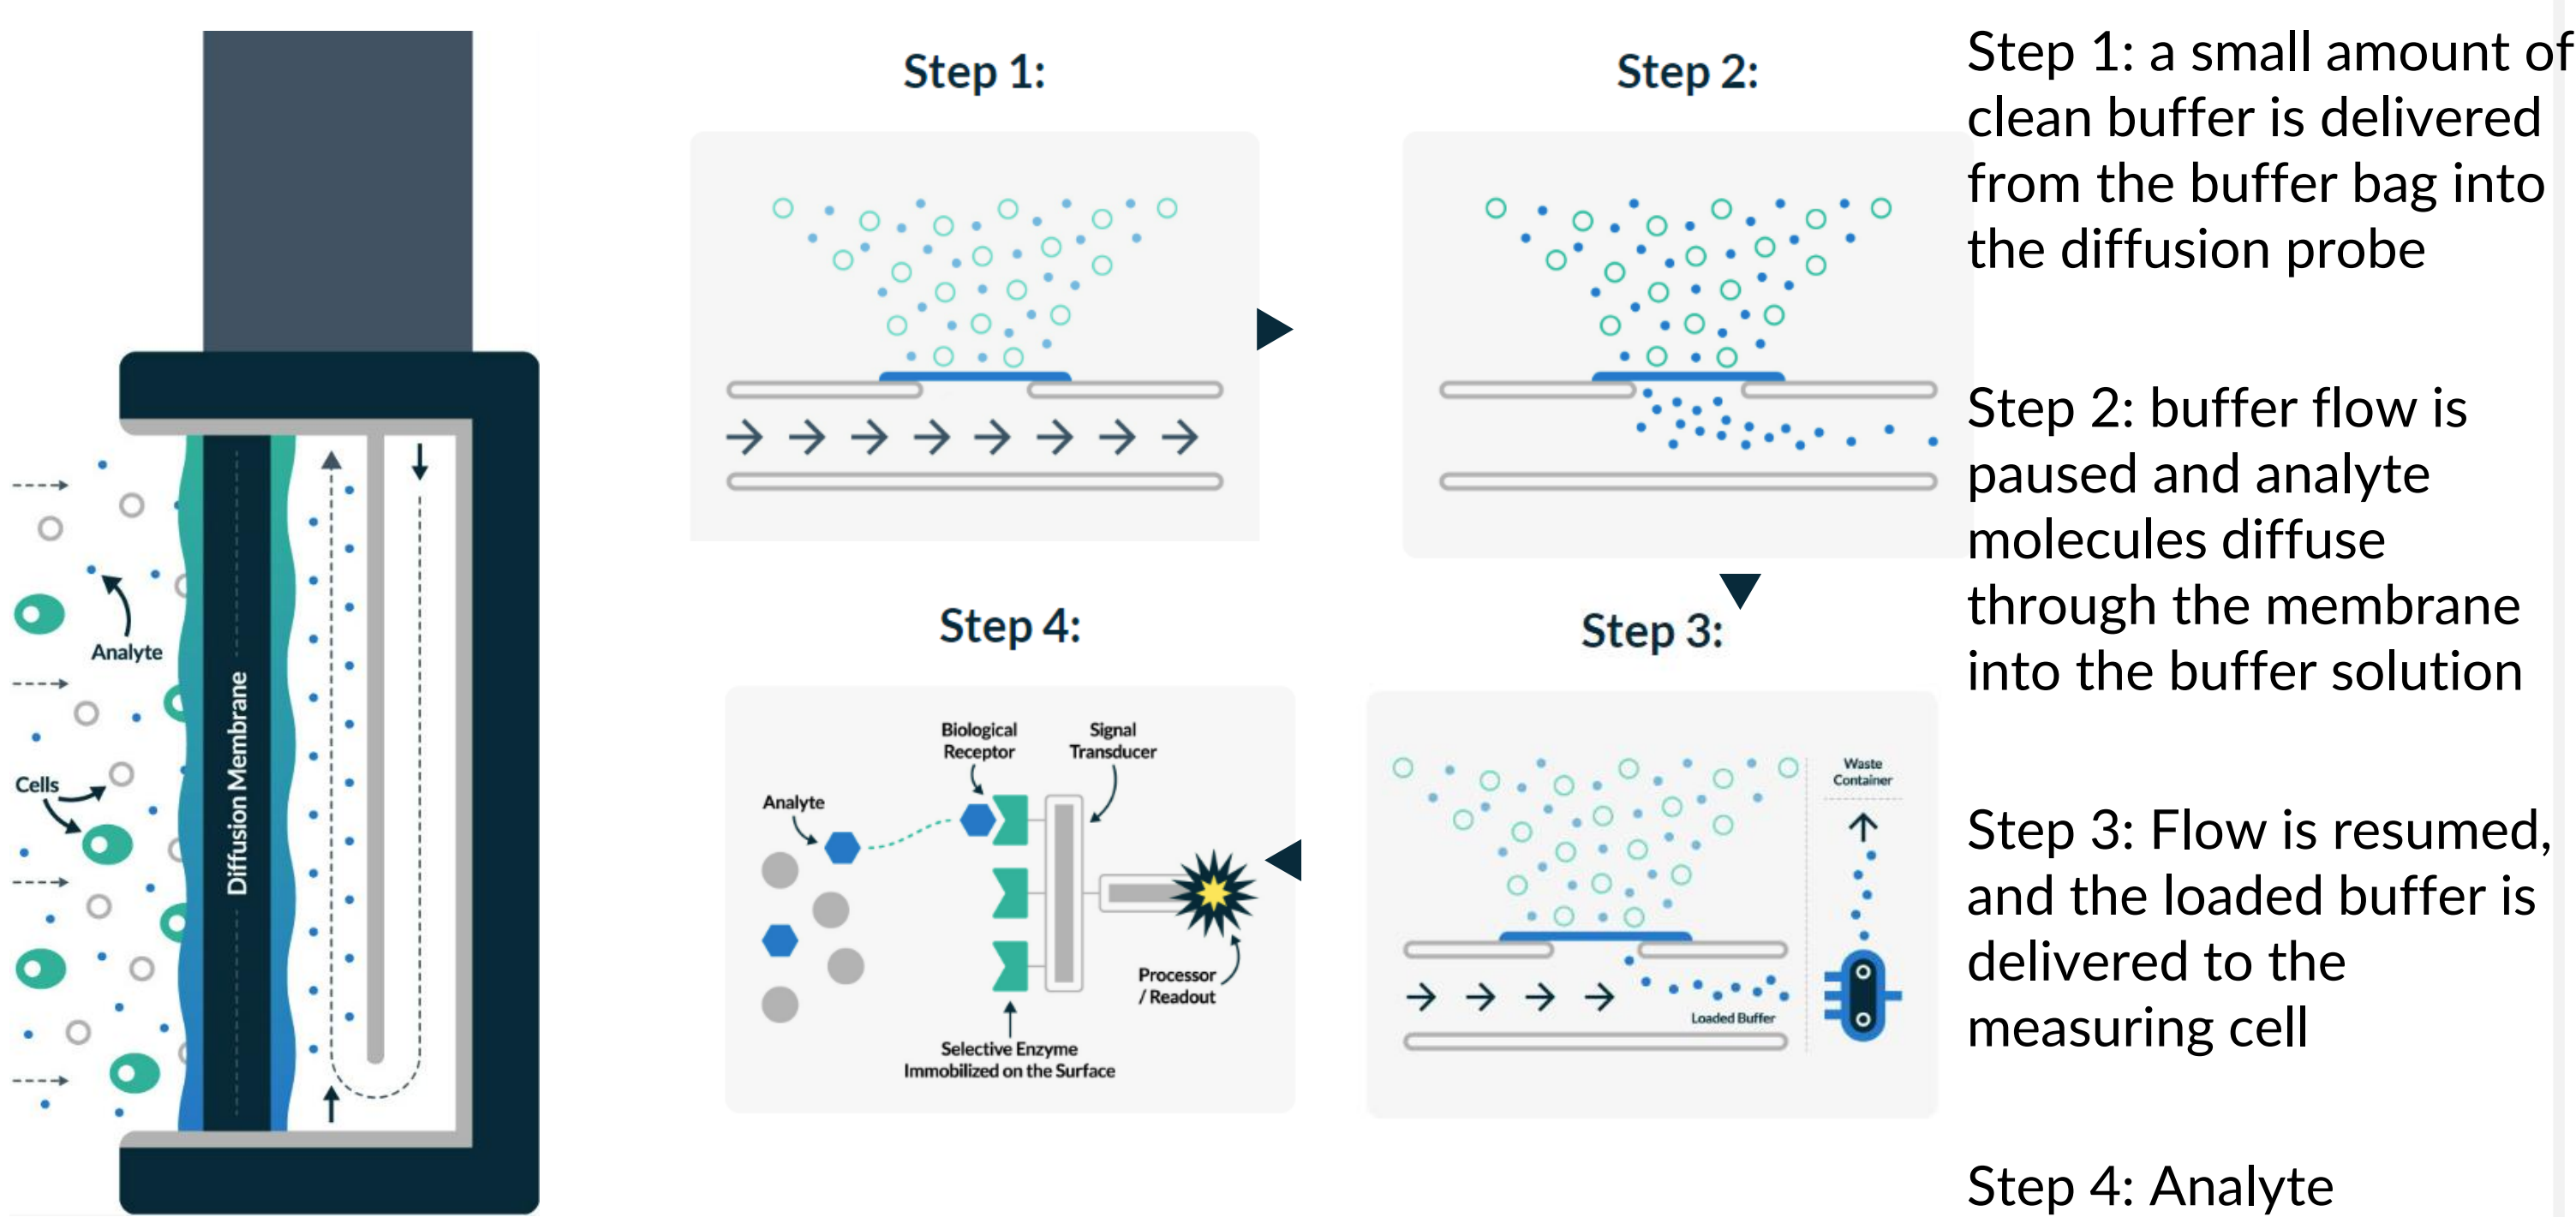 Analyte
Cells
Diffusion Membrane
Step 1:
Step 2:
Step 4:
Biological
Receptor
Signal
Transducer
Analyte
Processor
/ Readout
Selective Enzyme
Immobilized on the Surface
Step 3:
Waste
Container
Loaded Buffer
Step 1: a small amount of
clean buffer is delivered
from the buffer bag into
the diffusion probe
Step 2: buffer flow is
paused and analyte
molecules diffuse
through the membrane
into the buffer solution
Step 3: Flow is resumed,
and the loaded buffer is
delivered to the
measuring cell
Step 4: Analyte